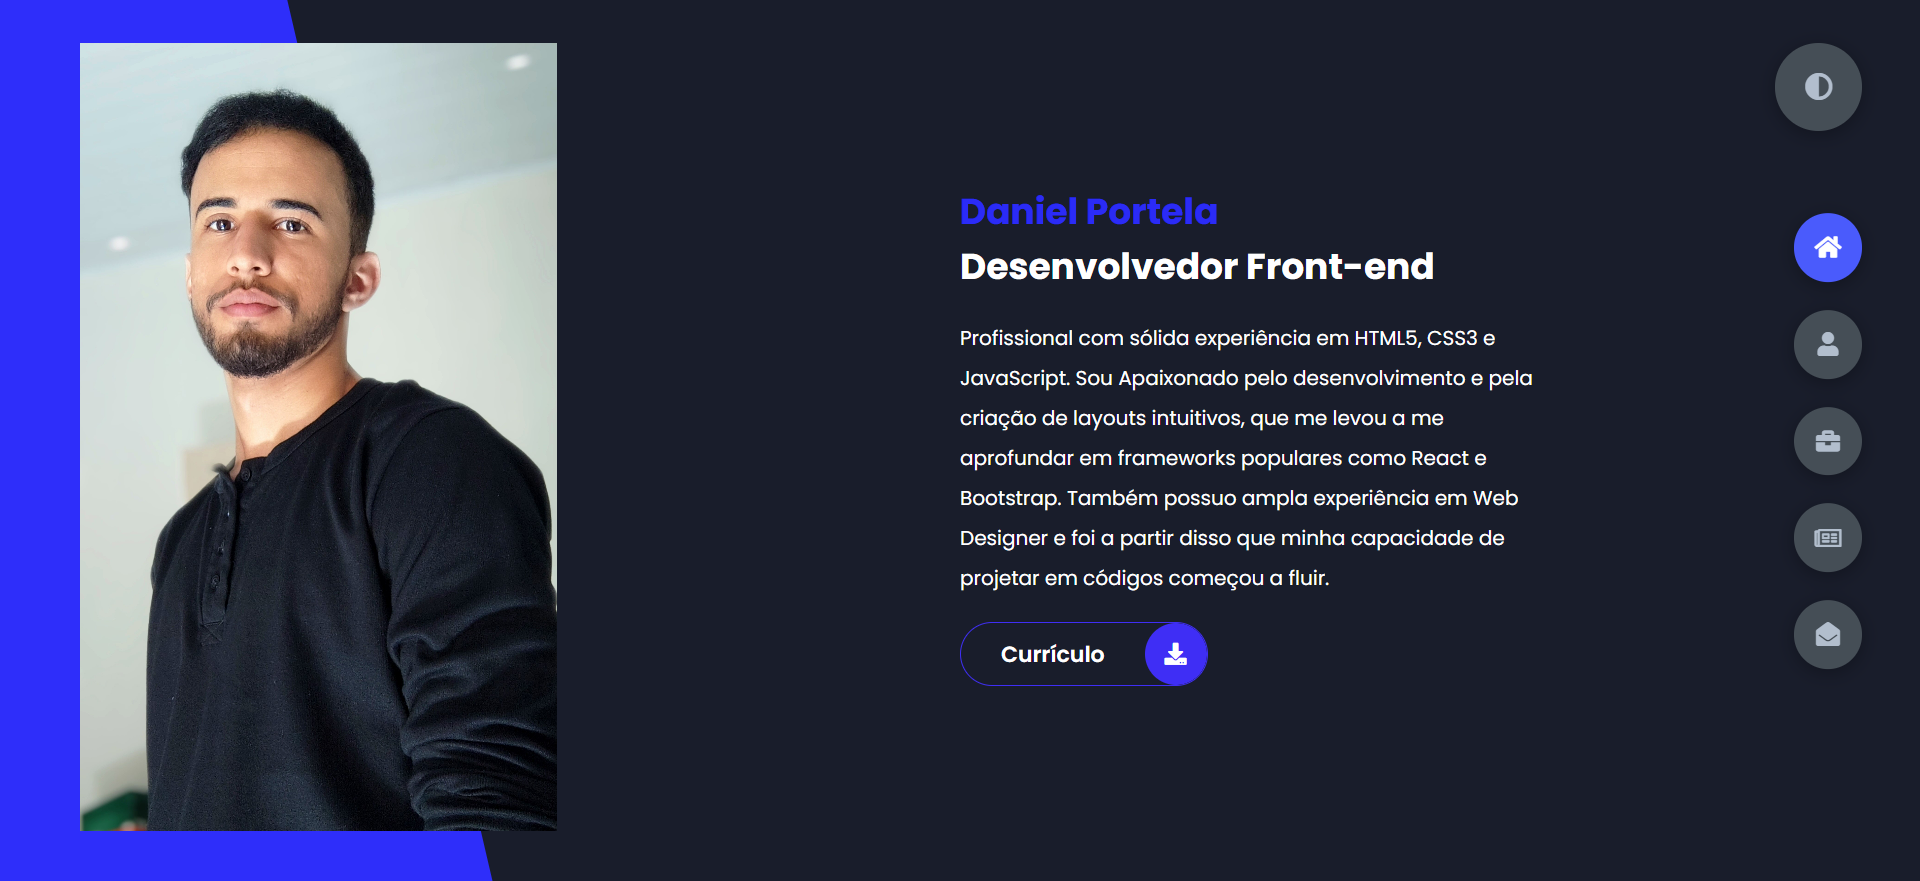 Daniel Portela
Desenvolvedor Front-end
Profissional com sólida experiência em HTML5, CSS3 e
JavaScript. Sou Apaixonado pelo desenvolvimento e pela
criação de layouts intuitivos, que me levou a me
aprofundar em frameworks populares como React e
Bootstrap. Também possuo ampla experiência em Web
Designer e foi a partir disso que minha capacidade de
projetar em códigos começou a fluir.
Currículo